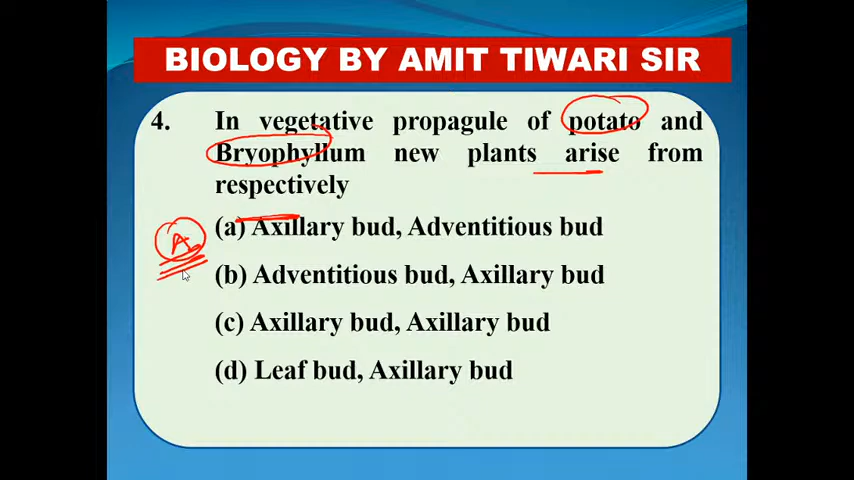 BIOLOGY BY AMIT TIWARI SIR
4. In vegetative propagule of potato and
Bryophyllum new plants arise from
respectively
(a) Axillary bud, Adventitious bud
A
(b) Adventitious bud, Axillary bud
(c) Axillary bud, Axillary bud
(d) Leaf bud, Axillary bud